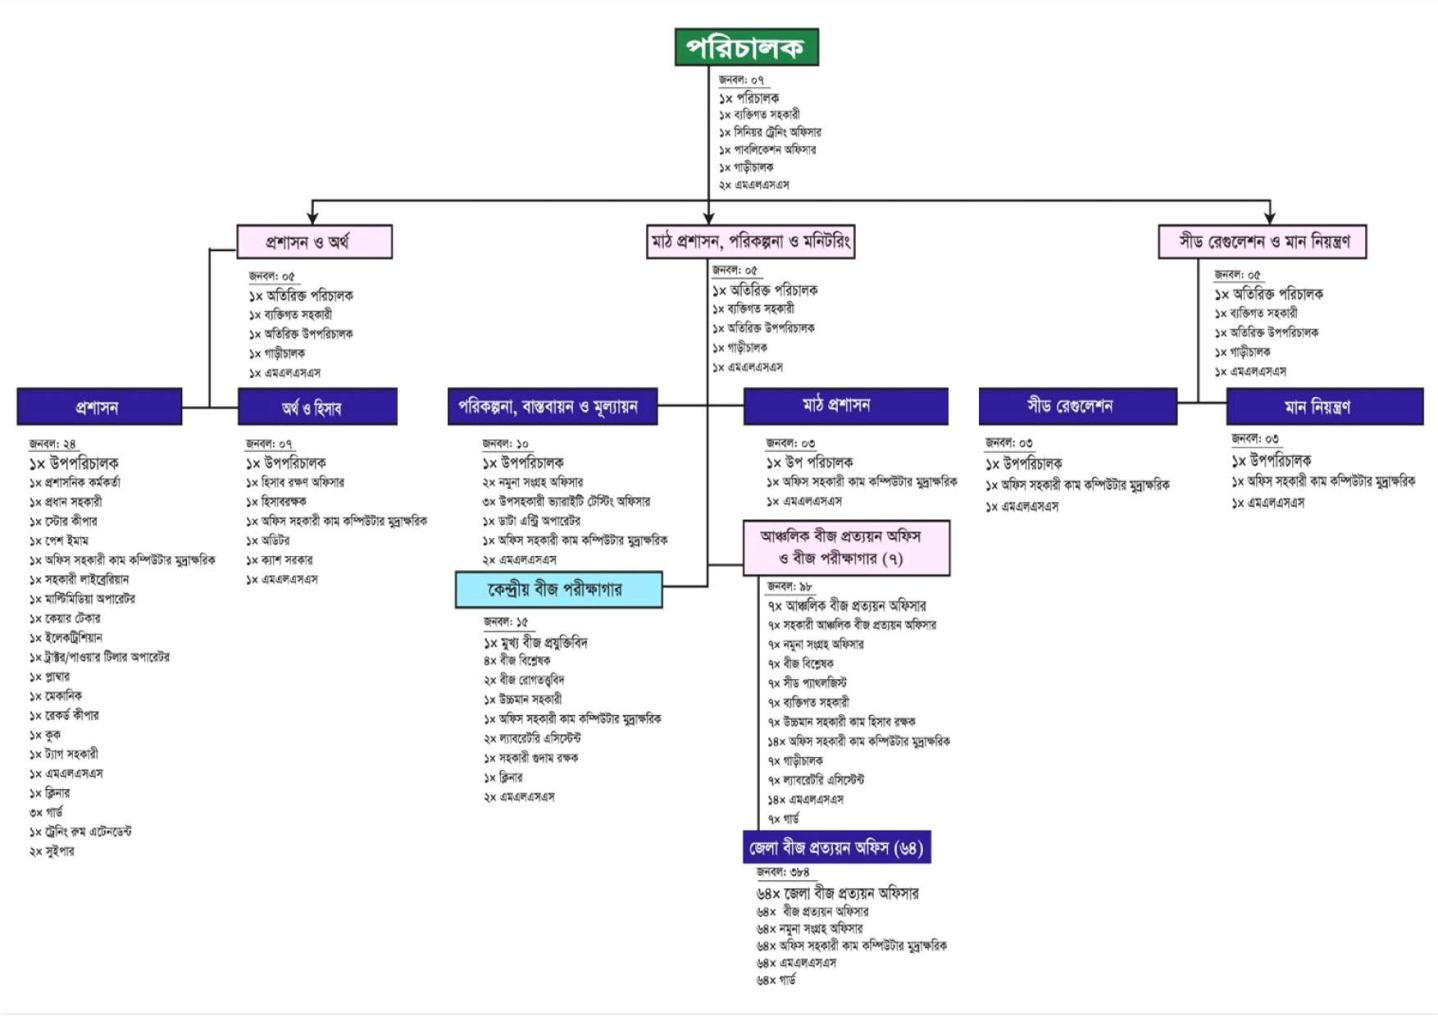 পরিচালক
জনবল: ০৭
১x পরিচালক
১x ব্যক্তিগত সহকারী
১x সিনিয়র ট্রেনিং অফিসার
১x পাবলিকেশন অফিসার
১x গাড়ীচালক
২x এমএলএসএস
প্রশাসন ও অর্থ
জনবল: ০৫
১x অতিরিক্ত পরিচালক
১x ব্যক্তিগত সহকারী
১x অতিরিক্ত উপপরিচালক
১x গাড়ীচালক
১x এমএলএসএস
প্রশাসন
জনবল: ২৪
১x উপপরিচালক
১x প্রশাসনিক কর্মকর্তা
১x প্রধান সহকারী
১x স্টোর কীপার
১x পেশ ইমাম
১x অফিস সহকারী কাম কম্পিউটার মুদ্রাক্ষরিক
১x সহকারী লাইব্রেরিয়ান
১x মাল্টিমিডিয়া অপারেটর
১x কেয়ার টেকার
১x ইলেকট্রিশিয়ান
১x ট্রাক্টর/পাওয়ার টিলার অপারেটর
১x প্লাম্বার
১x মেকানিক
১x রেকর্ড কীপার
১x কুক
১x ট্যাগ সহকারী
১x এমএলএসএস
১x ক্লিনার
৩x গার্ড
১x ট্রেনিং রুম এটেনডেন্ট
২x সুইপার
অর্থ ও হিসাব
জনবল: ০৭
১x উপপরিচালক
১x হিসাব রক্ষণ অফিসার
১x হিসাবরক্ষক
১x অফিস সহকারী কাম কম্পিউটার মুদ্রাক্ষরিক
১x অডিটর
১x ক্যাশ সরকার
১x এমএলএসএস
মাঠ প্রশাসন, পরিকল্পনা ও মনিটরিং
জনবল: ০৫
১x অতিরিক্ত পরিচালক
১x ব্যক্তিগত সহকারী
১x অতিরিক্ত উপপরিচালক
১x গাড়ীচালক
১x এমএলএসএস
পরিকল্পনা, বাস্তবায়ন ও মূল্যায়ন
জনবল: ১০
১x উপপরিচালক
২x নমুনা সংগ্রহ অফিসার
৩x উপসহকারী ভ্যারাইটি টেস্টিং অফিসার
১x ডাটা এন্ট্রি অপারেটর
১x অফিস সহকারী কাম কম্পিউটার মুদ্রাক্ষরিক
২x এমএলএসএস
কেন্দ্রীয় বীজ পরীক্ষাগার
জনবল: ১৫
১x মুখ্য বীজ প্রযুক্তিবিদ
৪x বীজ বিশ্লেষক
২x বীজ রোগতত্ত্ববিদ
১x উচ্চমান সহকারী
১x অফিস সহকারী কাম কম্পিউটার মুদ্রাক্ষরিক
২x ল্যাবরেটরি এসিস্টেন্ট
১x সহকারী গুদাম রক্ষক
১x ক্লিনার
২x এমএলএসএস
মাঠ প্রশাসন
জনবল: ০৩
১x উপ পরিচালক
১x অফিস সহকারী কাম কম্পিউটার মুদ্রাক্ষরিক
১x এমএলএসএস
আঞ্চলিক বীজ প্রত্যয়ন অফিস
ও বীজ পরীক্ষাগার (৭)
জনবল: ৯৮
৭x আঞ্চলিক বীজ প্রত্যয়ন অফিসার
৭x সহকারী আঞ্চলিক বীজ প্রত্যয়ন অফিসার
৭x নমুনা সংগ্রহ অফিসার
৭x বীজ বিশ্লেষক
৭x সীড প্যাথলজিস্ট
৭x ব্যক্তিগত সহকারী
৭x উচ্চমান সহকারী কাম হিসাব রক্ষক
১৪x অফিস সহকারী কাম কম্পিউটার মুদ্রাক্ষরিক
৭x গাড়ীচালক
৭x ল্যাবরেটরি এসিস্টেন্ট
১৪x এমএলএসএস
৭x গার্ড
জেলা বীজ প্রত্যয়ন অফিস (৬৪)
জনবল: ৩৮৪
৬৪x জেলা বীজ প্রত্যয়ন অফিসার
৬৪x বীজ প্রত্যয়ন অফিসার
৬৪x নমুনা সংগ্রহ অফিসার
৬৪x অফিস সহকারী কাম কম্পিউটার মুদ্রাক্ষরিক
৬৪x এমএলএসএস
৬৪x গার্ড
সীড রেগুলেশন ও মান নিয়ন্ত্রণ
জনবল: ০৫
১x অতিরিক্ত পরিচালক
১x ব্যক্তিগত সহকারী
১x অতিরিক্ত উপপরিচালক
১x গাড়ীচালক
১x এমএলএসএস
সীড রেগুলেশন
জনবল: ০৩
১x উপপরিচালক
১x অফিস সহকারী কাম কম্পিউটার মুদ্রাক্ষরিক
১x এমএলএসএস
মান নিয়ন্ত্রণ
জনবল: ০৩
১x উপপরিচালক
১x অফিস সহকারী কাম কম্পিউটার মুদ্রাক্ষরিক
১x এমএলএসএস